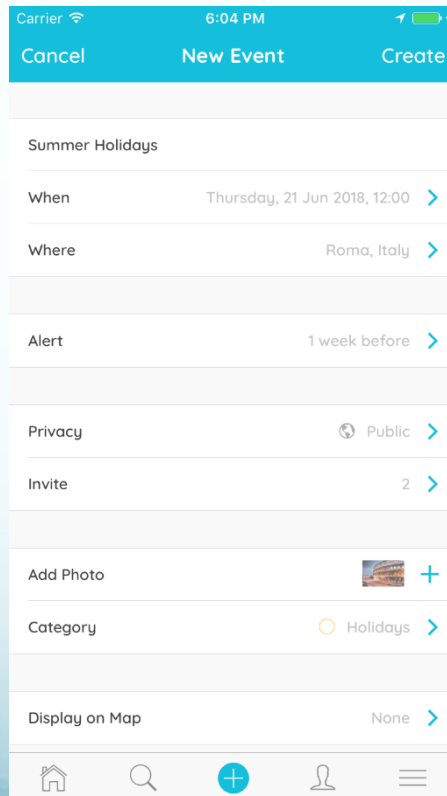 Carrier 6:04 PM
Cancel New Event Create
Summer Holidays
When Thursday, 21 Jun 2018, 12:00
Where Roma, Italy
Alert 1 week before
Privacy Public
Invite 2
Add Photo
Category Holidays
Display on Map None